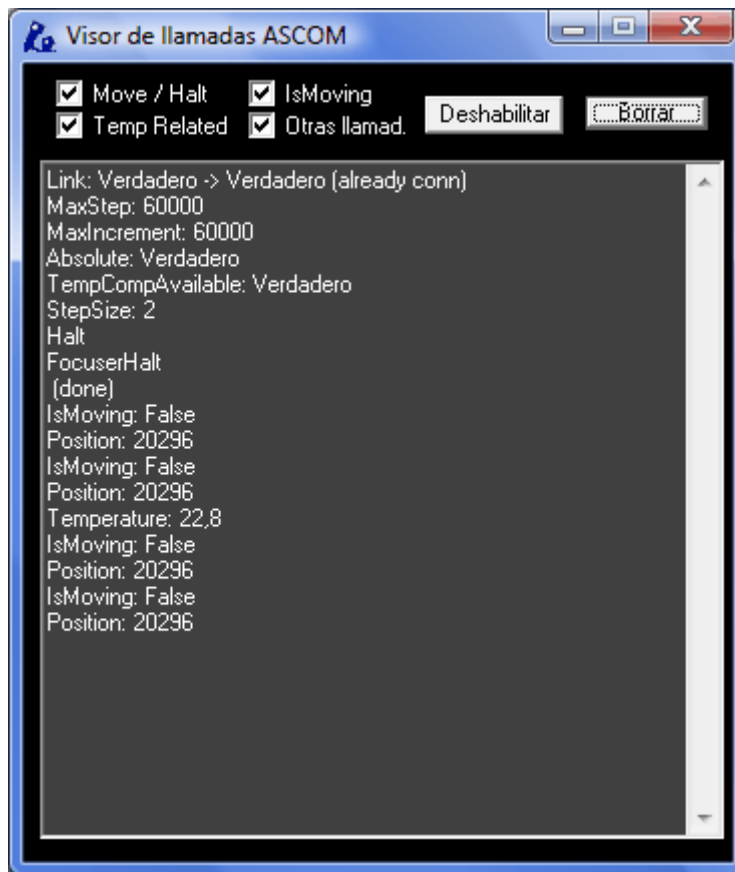 Visor de llamadas ASCOM
Move / Halt IsMoving
Deshabilitar Borrar
Temp Related Otras llamad.
Link: Verdadero -> Verdadero (already conn)
MaxStep: 60000
MaxIncrement: 60000
Absolute: Verdadero
TempCompAvailable: Verdadero
StepSize: 2
Halt
FocuserHalt
(done)
IsMoving: False
Position: 20296
IsMoving: False
Position: 20296
Temperature: 22,8
IsMoving: False
Position: 20296
IsMoving: False
Position: 20296